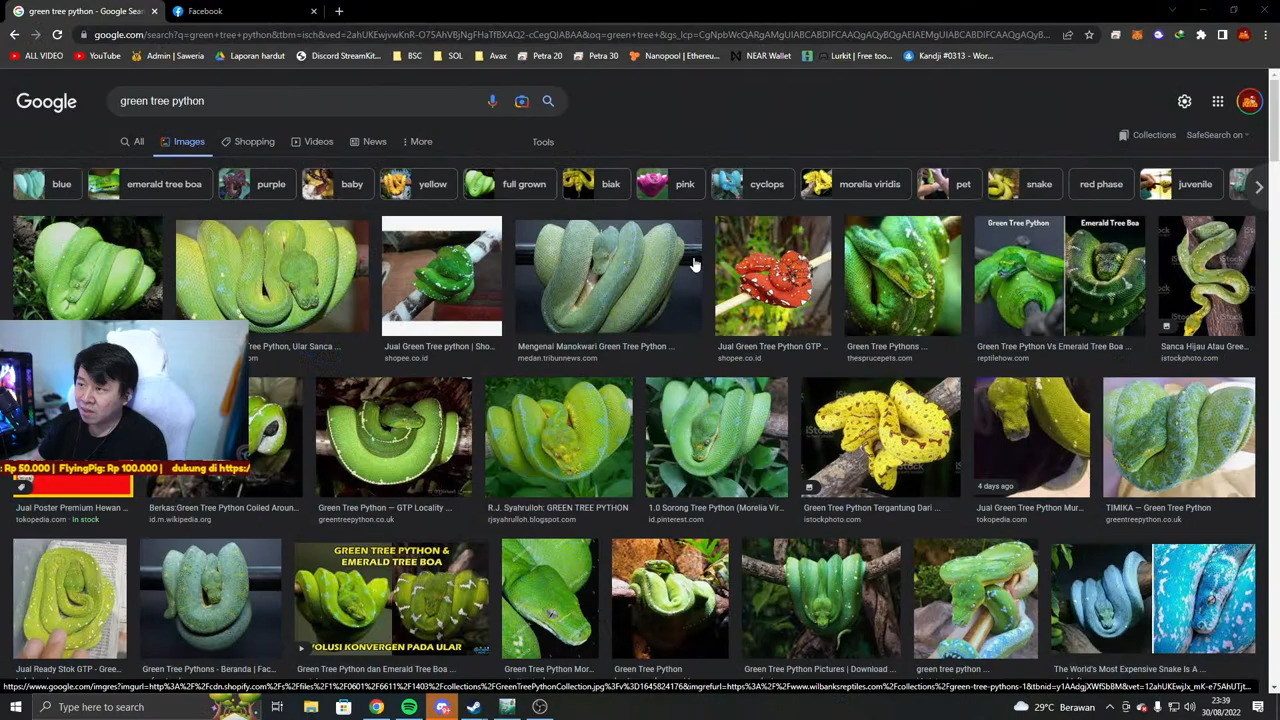 green tree python - Google Sear
Facebook
google.com/search?q=green+tree+python&tbm=isch&ved=
ALL VIDEO
YouTube
Admin | Saweria
Laporan hardut
Discord StreamKit...
BSC
SOL
Avax
Petra 20
Petra 30
Nanopool | Ethereu...
NEAR Wallet
Lurkit | Free too...
Kandji #0313 - Wor...
Google
green tree python
All
Images
Shopping
Videos
News
More
Tools
Collections
SafeSearch on
blue
emerald tree boa
purple
baby
yellow
full grown
biak
pink
cyclops
morelia viridis
pet
snake
red phase
juvenile
Green Tree Python
Emerald Tree Boa
Tree Python, Ular Sanca ...
Jual Green Tree python | Sho...
shopee.co.id
Mengenal Manokwari Green Tree Python ...
medan.tribunnews.com
Jual Green Tree Python GTP ...
shopee.co.id
Green Tree Pythons ...
thesprucepets.com
Green Tree Python Vs Emerald Tree Boa ...
reptilehow.com
Sanca Hijau Atau Gree...
istockphoto.com
iStock
iStock
: Rp 50.000 | FlyingPig: Rp 100.000 | dukung di https:/
4 days ago
Jual Poster Premium Hewan ...
tokopedia.com · In stock
Berkas:Green Tree Python Coiled Aroun...
id.m.wikipedia.org
Green Tree Python — GTP Locality ...
greentreepython.co.uk
R.J. Syahrulloh: GREEN TREE PYTHON
rjsyahrulloh.blogspot.com
1.0 Sorong Tree Python (Morelia Vir...
id.pinterest.com
Green Tree Python Tergantung Dari ...
istockphoto.com
Jual Green Tree Python Mur...
tokopedia.com
TIMIKA — Green Tree Python
greentreepython.co.uk
GREEN TREE PYTHON &
EMERALD TREE BOA
VOLUSI KONVERGEN PADA ULAR
Jual Ready Stok GTP - Gree...
Green Tree Pythons - Beranda | Fac...
Green Tree Python dan Emerald Tree Boa ...
Green Tree Python Mor...
Green Tree Python
Green Tree Python Pictures | Download ...
green tree python ...
The World's Most Expensive Snake Is A ...
Type here to search
29°C Berawan
23:39
30/08/2022